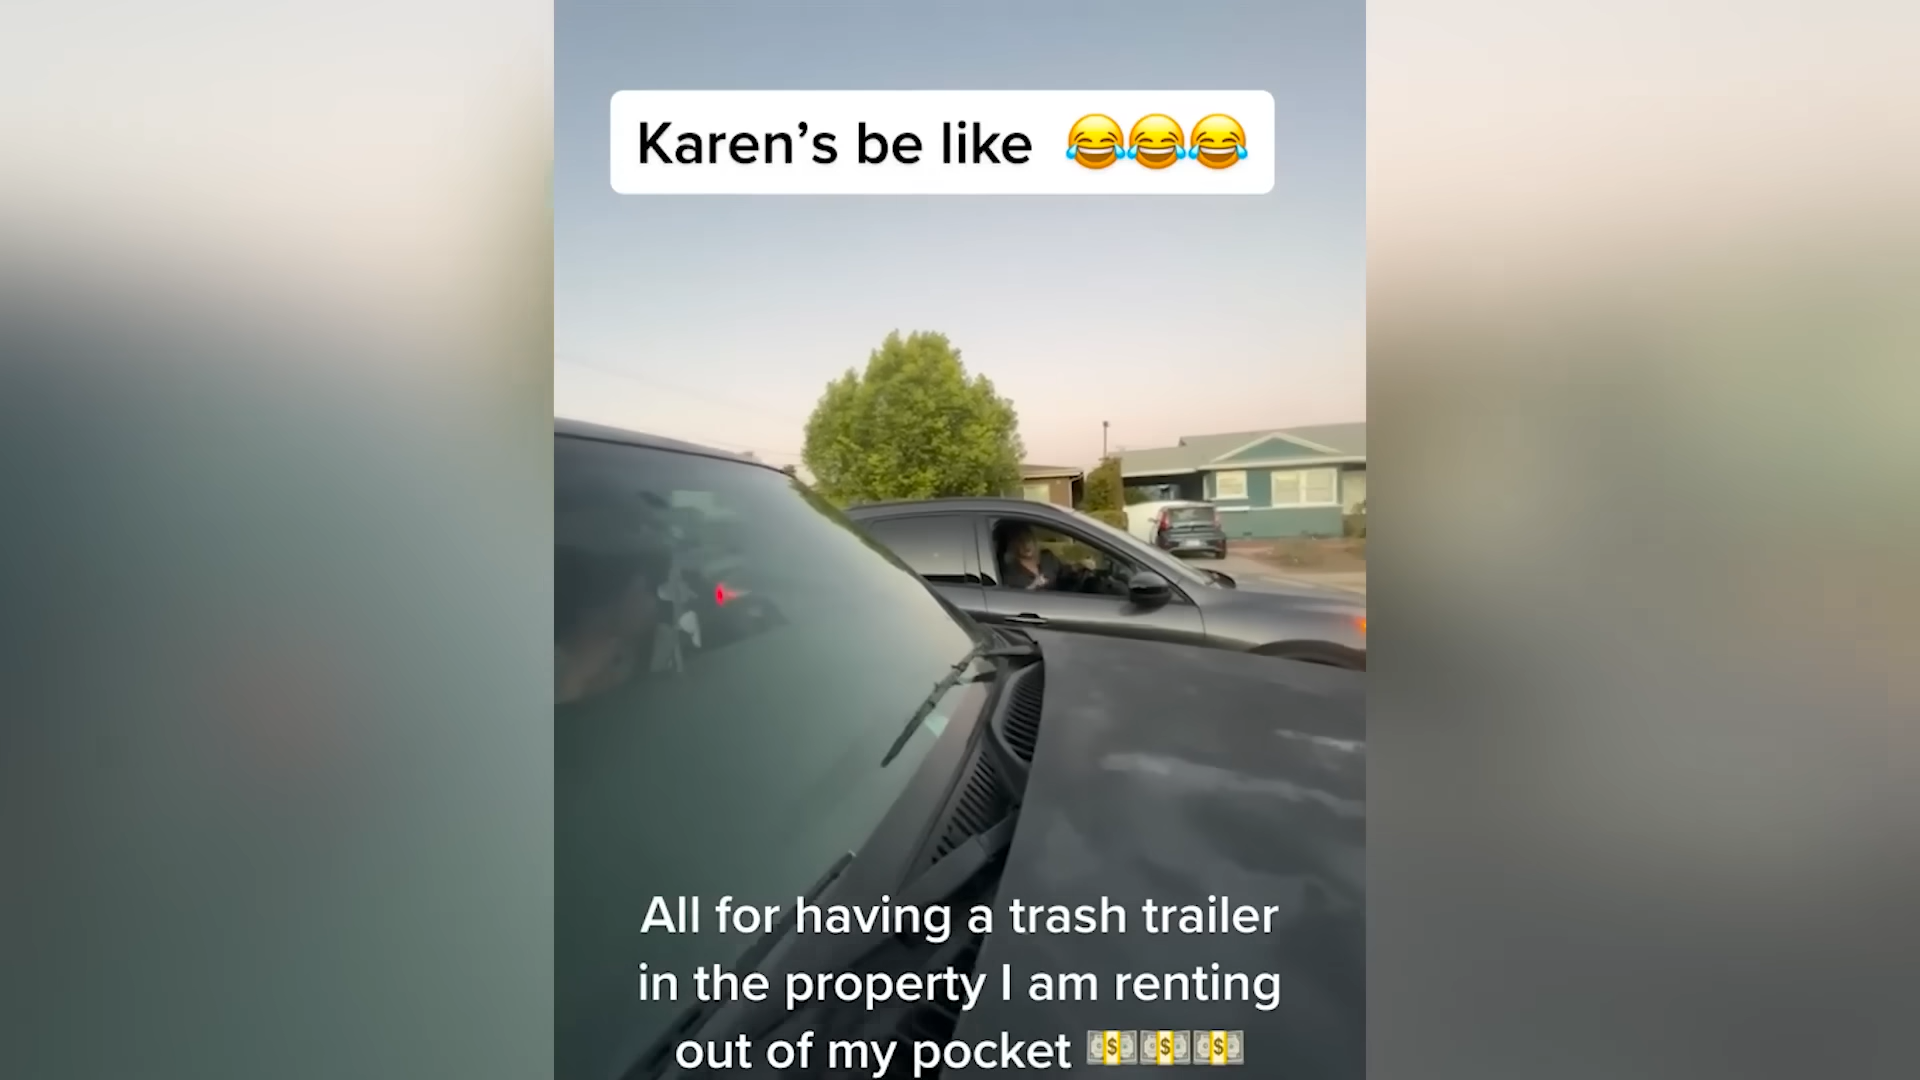 Karen’s be like 😂😂😂
All for having a trash trailer
in the property I am renting
out of my pocket 💵💵💵